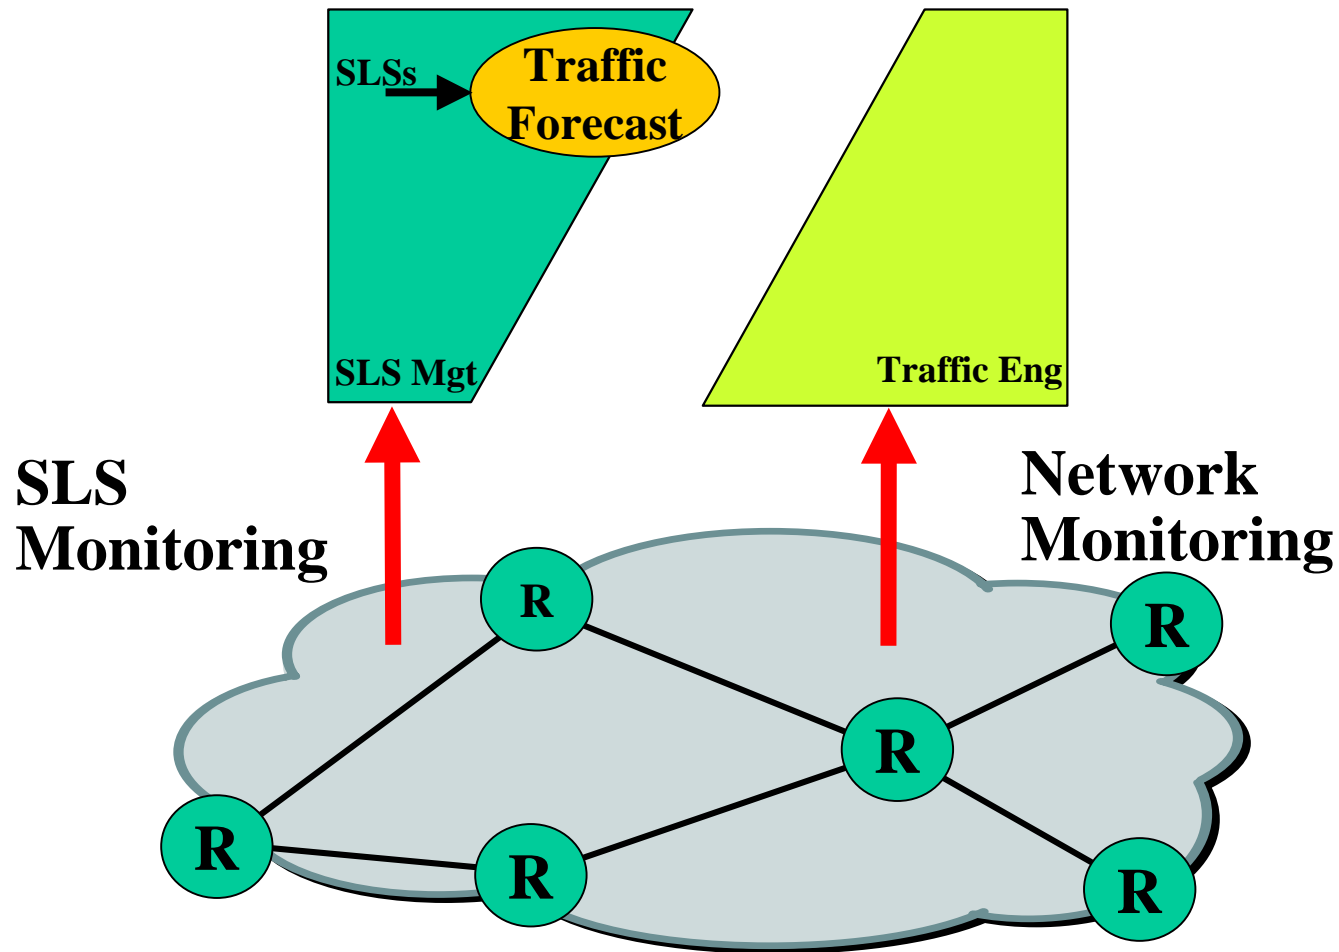 SLSs
Traffic
Forecast
SLS Mgt
Traffic Eng
SLS
Monitoring
Network
Monitoring
R
R
R
R
R
R